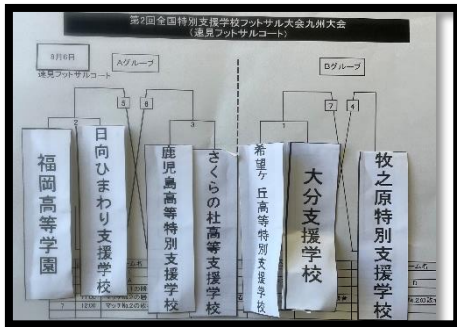 第2回全国特別支援学校フットサル大会九州大会
(速見フットサルコート)
9月6日
速見フットサルコート
Aグループ
Bグループ
5
6
7
4
2
3
1
福岡高等学園
日向ひまわり支援学校
鹿児島高等特別支援学校
さくらの杜高等支援学校
希望ヶ丘高等特別支援学校
大分支援学校
牧之原特別支援学校